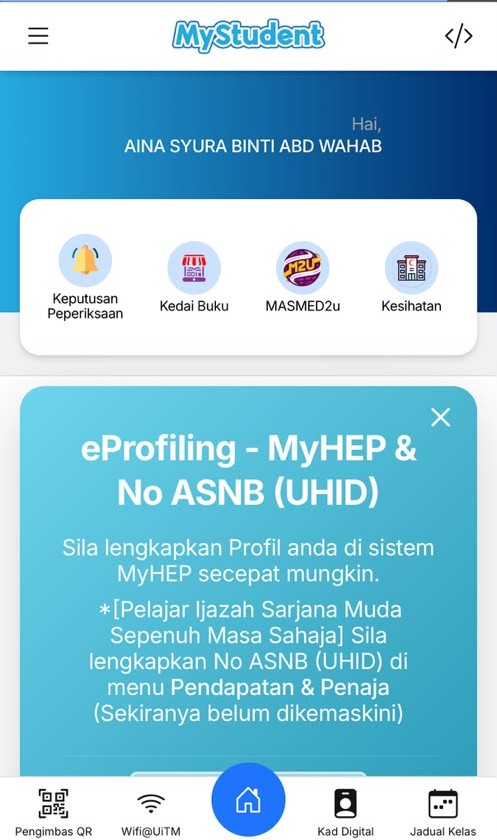 MyStudent
Hai,
AINA SYURA BINTI ABD WAHAB
Keputusan
Peperiksaan
Kedai Buku
M2U
MASMED2u
Kesihatan
eProfiling - MyHEP &
No ASNB (UHID)
Sila lengkapkan Profil anda di sistem
MyHEP secepat mungkin.
*[Pelajar Ijazah Sarjana Muda
Sepenuh Masa Sahaja] Sila
lengkapkan No ASNB (UHID) di
menu Pendapatan & Penaja
(Sekiranya belum dikemaskini)
Pengimbas QR
Wifi@UiTM
Kad Digital
Jadual Kelas